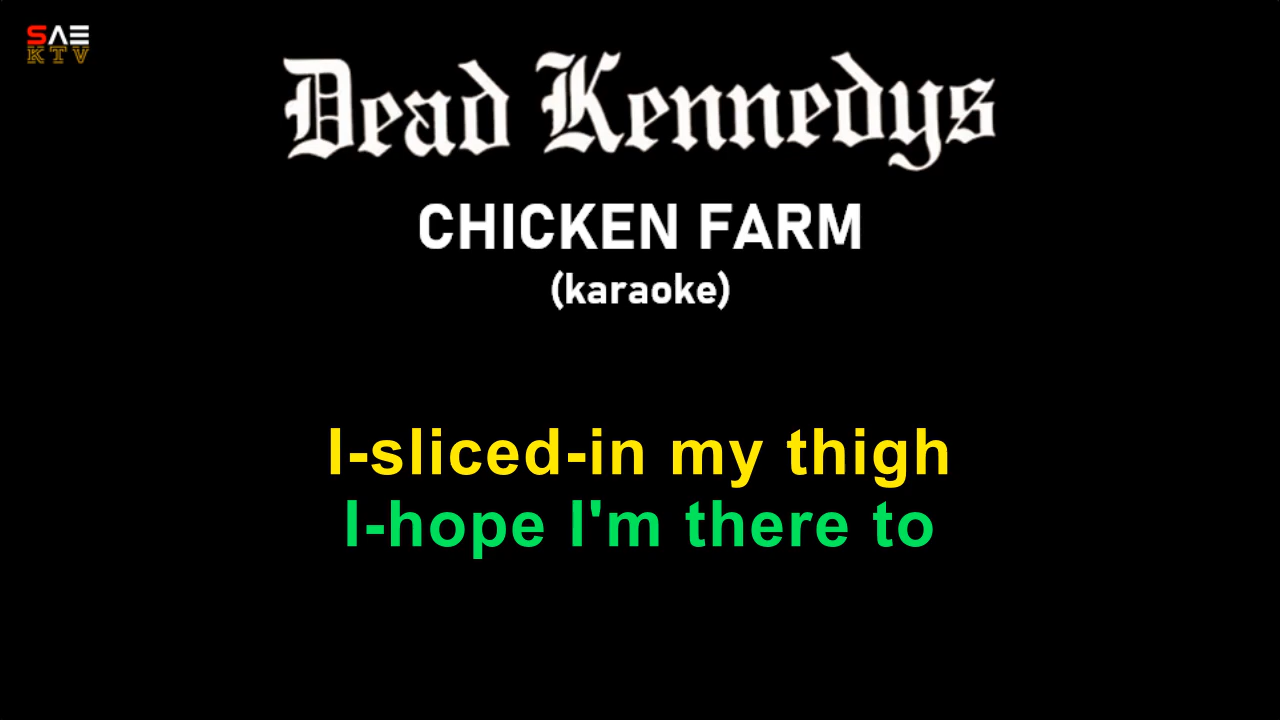 SAE
KTV
Dead Kennedys
CHICKEN FARM
(karaoke)
I-sliced-in my thigh
I-hope I'm there to